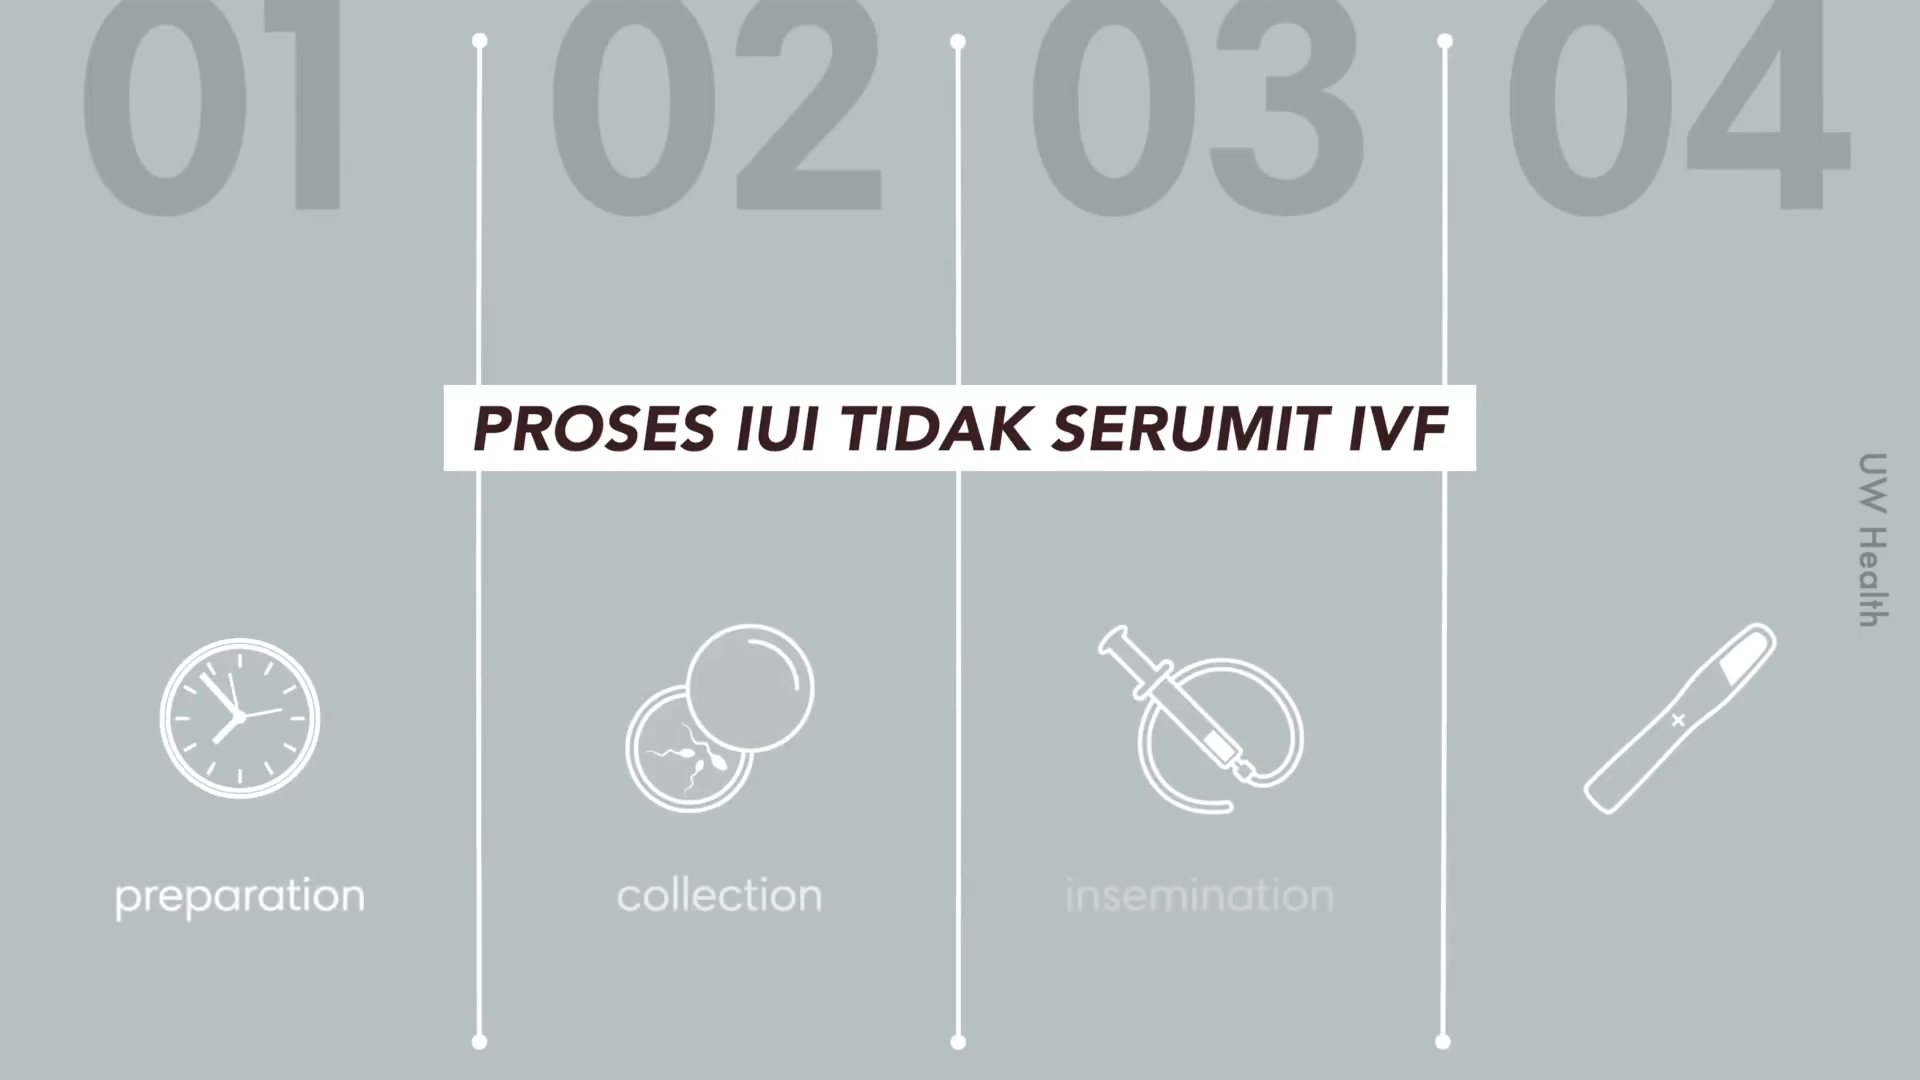 01
02
03
04
PROSES IUI TIDAK SERUMIT IVF
UW Health
preparation
collection
insemination